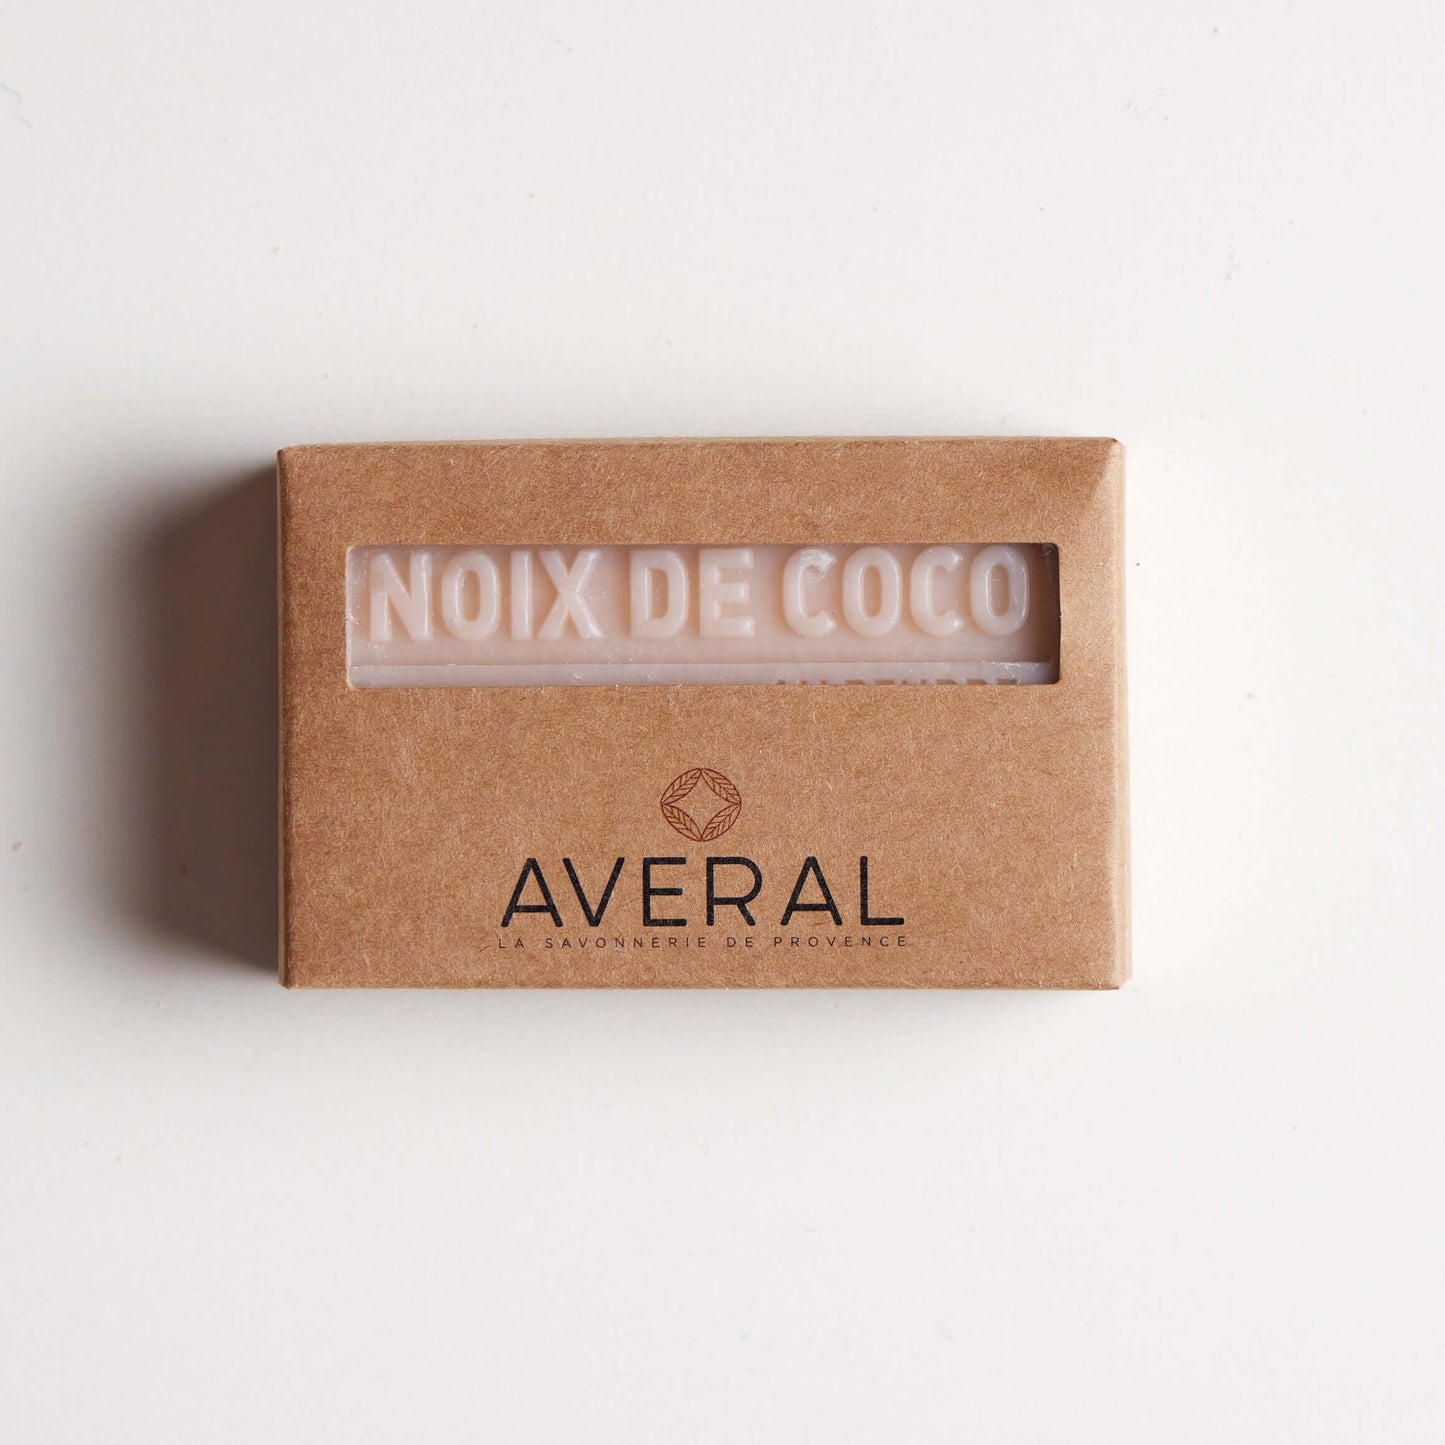 NOIX DE COCO
AVERAL
LA SAVONNERIE DE PROVENCE